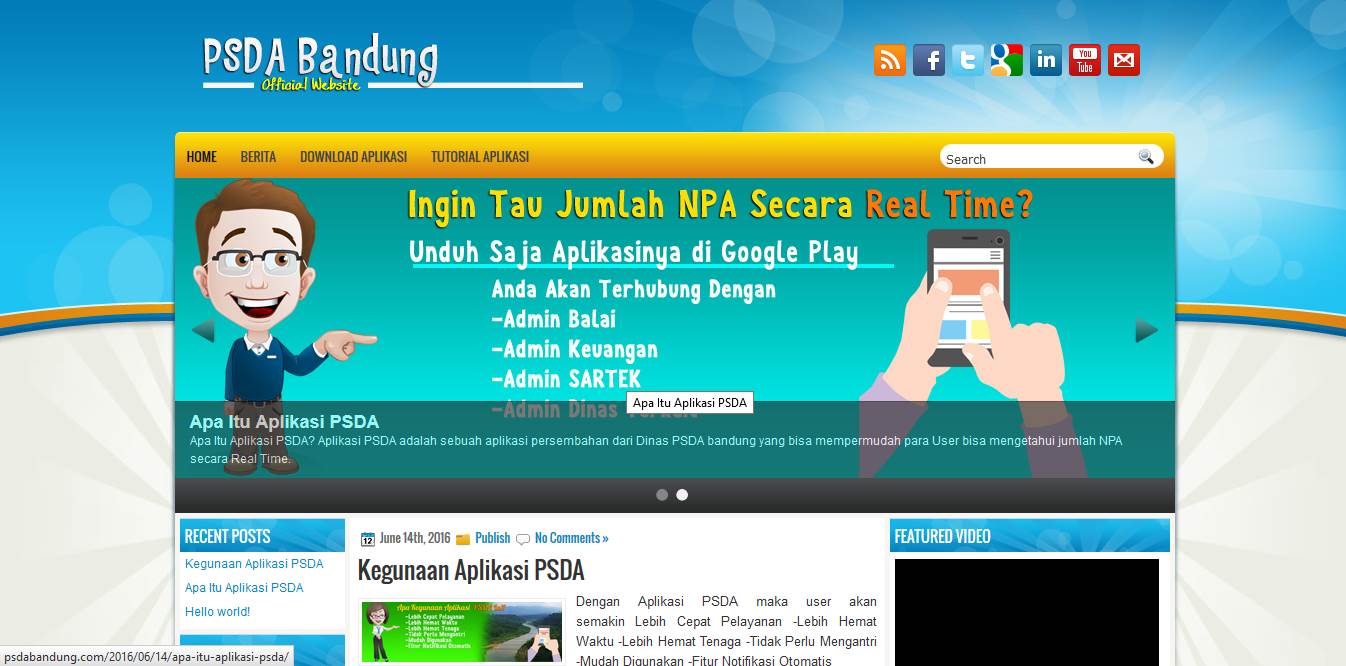 PSDA Bandung
Official Website
You
Tube
HOME BERITA DOWNLOAD APLIKASI TUTORIAL APLIKASI
Search
Ingin Tau Jumlah NPA Secara Real Time?
Unduh Saja Aplikasinya di Google Play
Anda Akan Terhubung Dengan
-Admin Balai
-Admin Keuangan
-Admin SARTEK
-Admin Dinas
Apa Itu Aplikasi PSDA
Apa Itu Aplikasi PSDA
Apa Itu Aplikasi PSDA? Aplikasi PSDA adalah sebuah aplikasi persembahan dari Dinas PSDA bandung yang bisa mempermudah para User bisa mengetahui jumlah NPA
secara Real Time.
RECENT POSTS
Kegunaan Aplikasi PSDA
Apa Itu Aplikasi PSDA
Hello world!
12 June 14th, 2016 Publish No Comments »
Kegunaan Aplikasi PSDA
Apa Kegunaan Aplikasi PSDA
-Lebih Cepat Pelayanan
-Lebih Hemat Waktu
-Lebih Hemat Tenaga
-Tidak Perlu Mengantri
-Mudah Digunakan
-Fitur Notifikasi Otomatis
Dengan Aplikasi PSDA maka user akan
semakin Lebih Cepat Pelayanan -Lebih Hemat
Waktu -Lebih Hemat Tenaga -Tidak Perlu Mengantri
-Mudah Digunakan -Fitur Notifikasi Otomatis
FEATURED VIDEO
psdabandung.com/2016/06/14/apa-itu-aplikasi-psda/